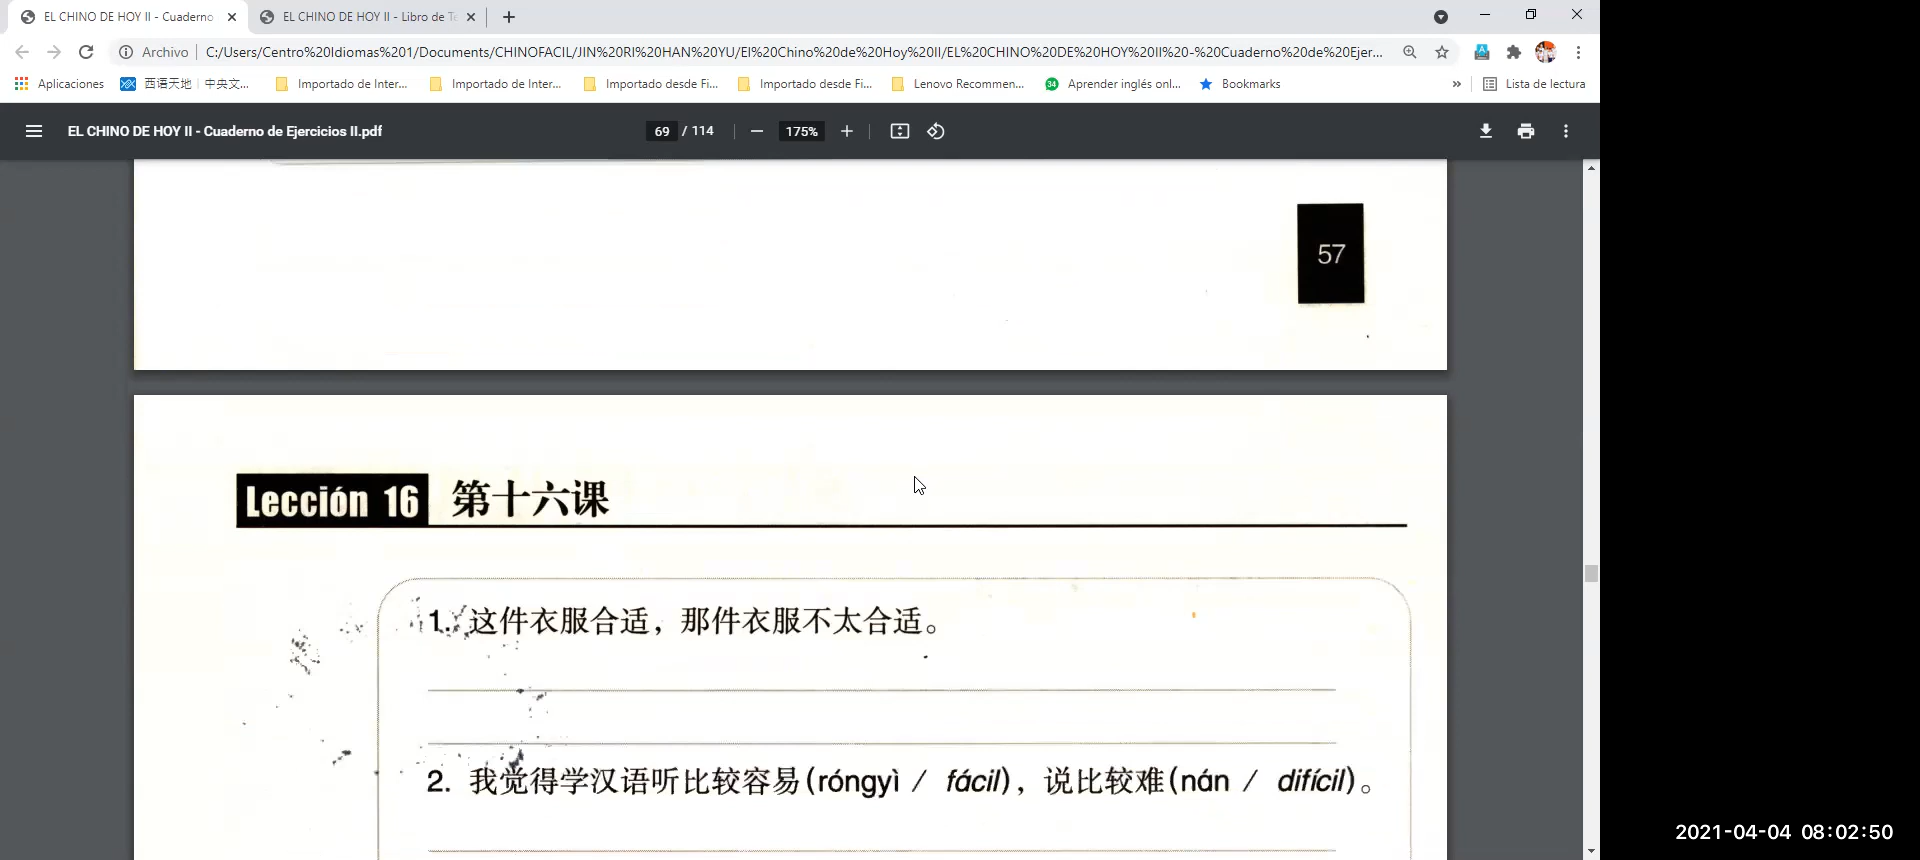 EL CHINO DE HOY II - Cuaderno
EL CHINO DE HOY II - Libro de Te
Archivo
C:/Users/Centro%20Idiomas%201/Documents/CHINOFACIL/JIN%20RI%20HAN%20YU/El%20Chino%20de%20Hoy%20II/EL%20CHINO%20DE%20HOY%20II%20-%20Cuaderno%20de%20Ejer...
Aplicaciones
西语天地 | 中央文...
Importado de Inter...
Importado de Inter...
Importado desde Fi...
Importado desde Fi...
Lenovo Recommen...
34
Aprender inglés onl...
Bookmarks
»
Lista de lectura
EL CHINO DE HOY II - Cuaderno de Ejercicios II.pdf
69 / 114
175%
57
Lección 16 第十六课
1. 这件衣服合适，那件衣服不太合适。
2. 我觉得学汉语听比较容易(róngyì / fácil)，说比较难(nán / difícil)。
2021-04-04 08:02:50